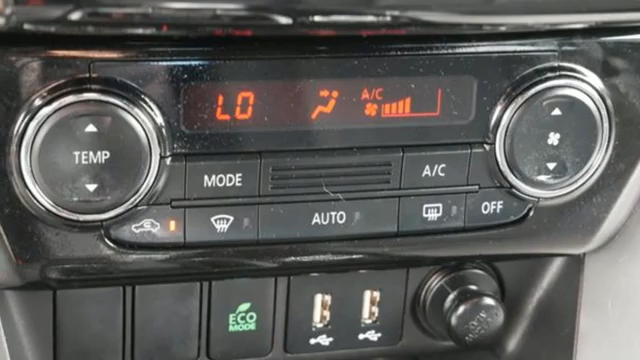 LO A/C
TEMP
MODE A/C
AUTO OFF
ECO
MODE